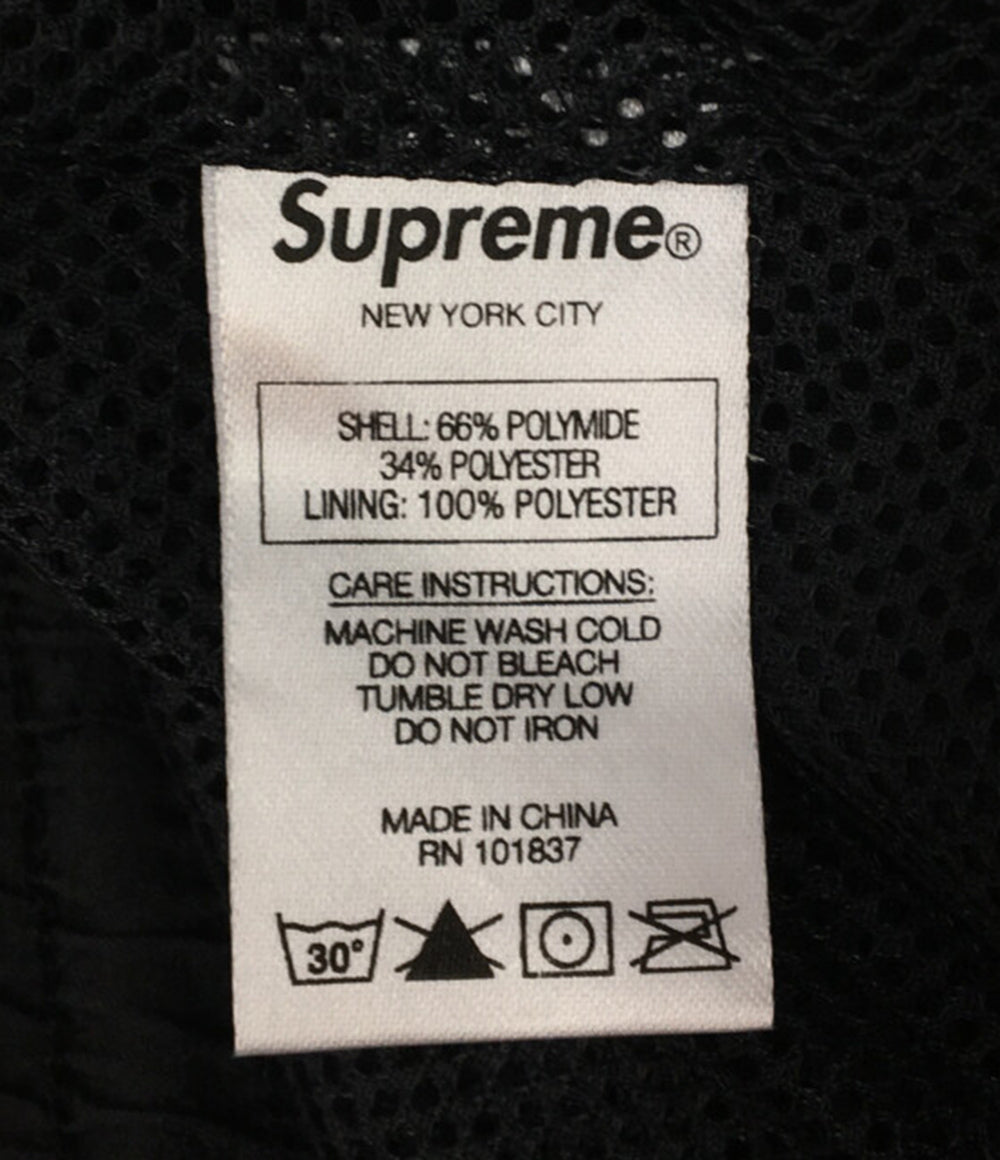 Supreme®
NEW YORK CITY
SHELL: 66% POLYMIDE
34% POLYESTER
LINING: 100% POLYESTER
CARE INSTRUCTIONS:
MACHINE WASH COLD
DO NOT BLEACH
TUMBLE DRY LOW
DO NOT IRON
MADE IN CHINA
RN 101837
30°